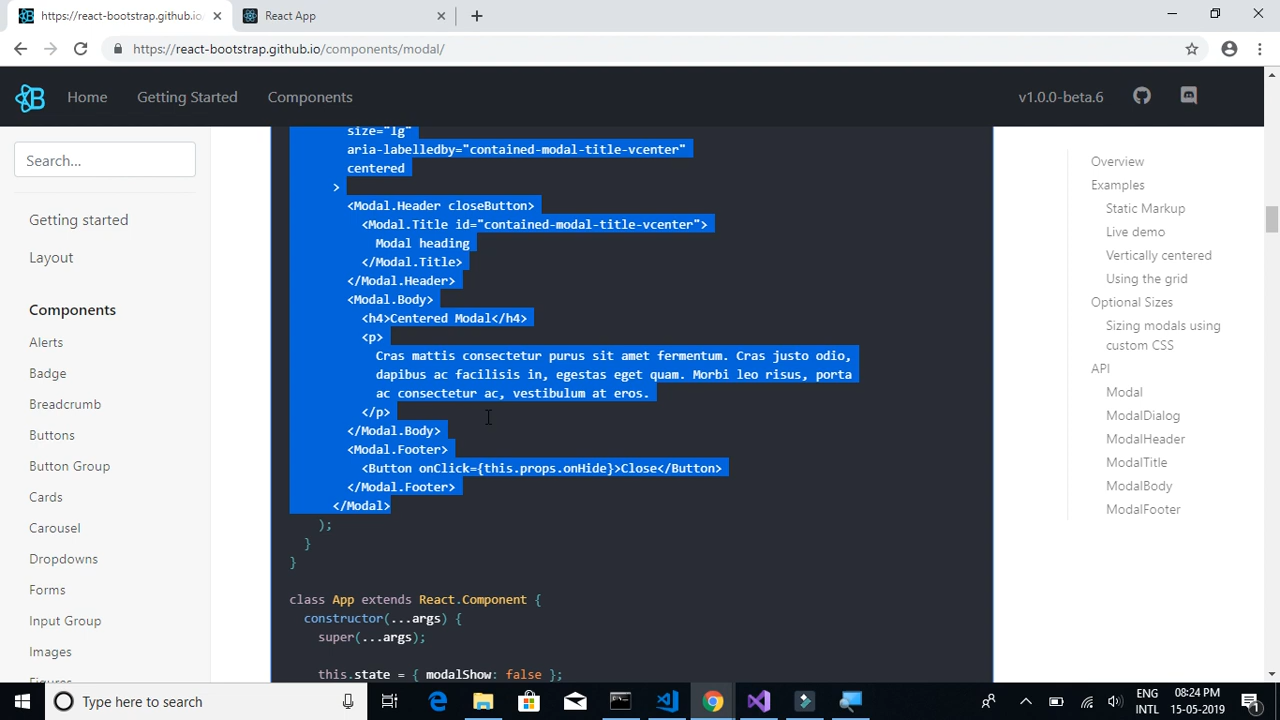 https://react-bootstrap.github.io/
React App
https://react-bootstrap.github.io/components/modal/
Home
Getting Started
Components
v1.0.0-beta.6
Search...
Getting started
Layout
Components
Alerts
Badge
Breadcrumb
Buttons
Button Group
Cards
Carousel
Dropdowns
Forms
Input Group
Images
Figures
size="lg"
aria-labelledby="contained-modal-title-vcenter"
centered
>
<Modal.Header closeButton>
<Modal.Title id="contained-modal-title-vcenter">
Modal heading
</Modal.Title>
</Modal.Header>
<Modal.Body>
<h4>Centered Modal</h4>
<p>
Cras mattis consectetur purus sit amet fermentum. Cras justo odio,
dapibus ac facilisis in, egestas eget quam. Morbi leo risus, porta
ac consectetur ac, vestibulum at eros.
</p>
</Modal.Body>
<Modal.Footer>
<Button onClick={this.props.onHide}>Close</Button>
</Modal.Footer>
</Modal>
);
}
}
class App extends React.Component {
constructor(...args) {
super(...args);
this.state = { modalShow: false };
Overview
Examples
Static Markup
Live demo
Vertically centered
Using the grid
Optional Sizes
Sizing modals using
custom CSS
API
Modal
ModalDialog
ModalHeader
ModalTitle
ModalBody
ModalFooter
Type here to search
ENG
INTL
08:24 PM
15-05-2019
1